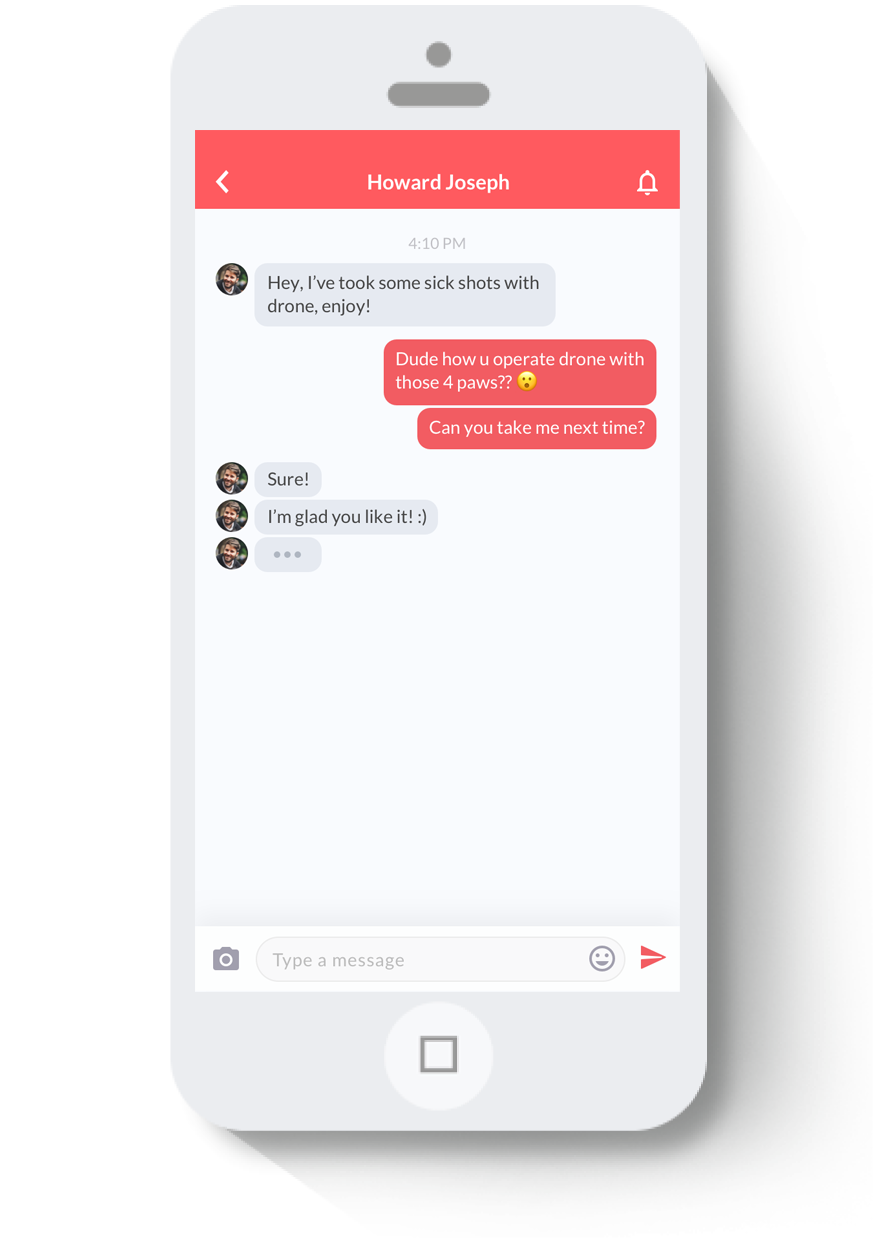 Howard Joseph
4:10 PM
Hey, I’ve took some sick shots with
drone, enjoy!
Dude how u operate drone with
those 4 paws?? 😮
Can you take me next time?
Sure!
I’m glad you like it! :)
Type a message